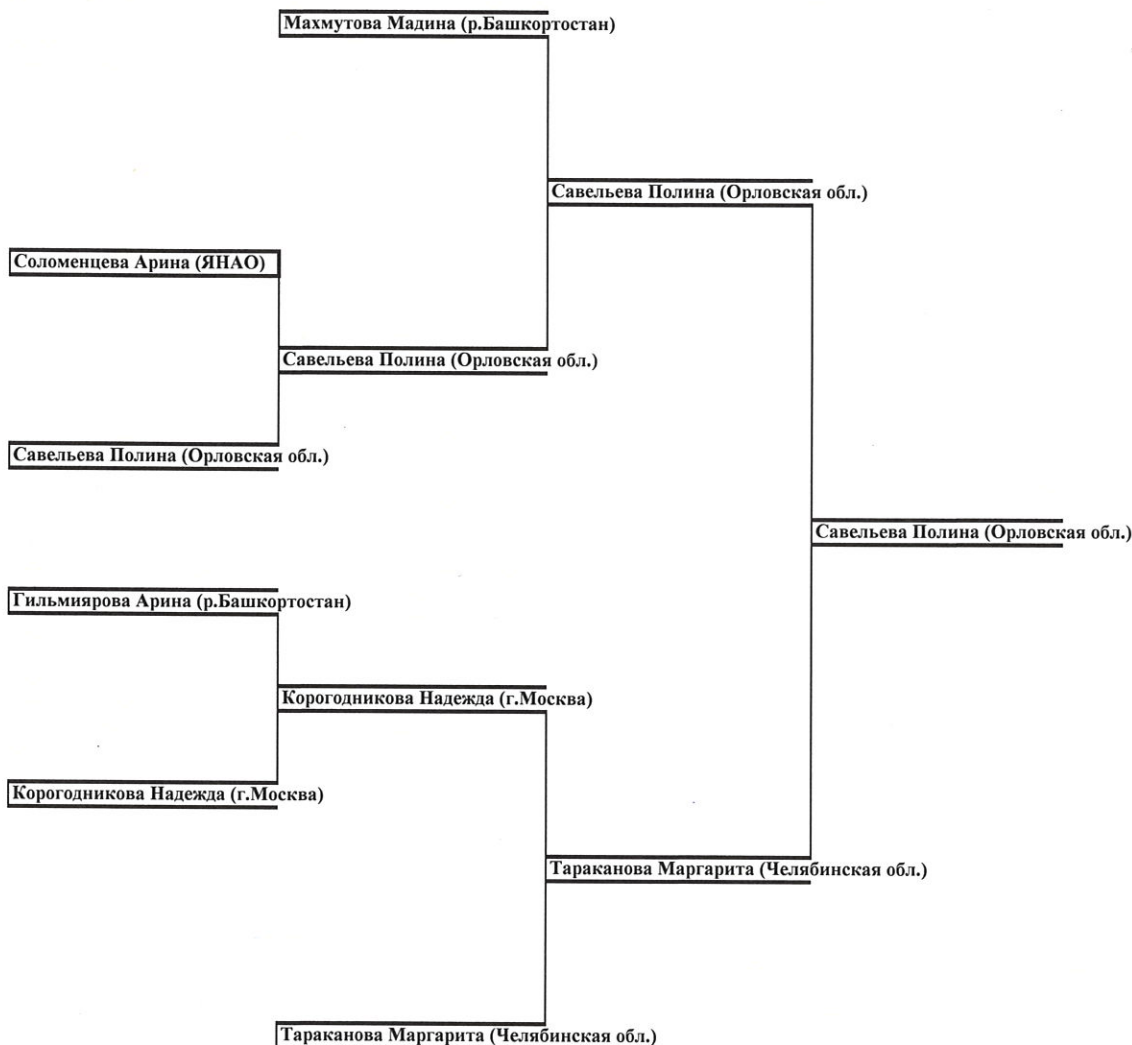 Махмутова Мадина (р.Башкортостан)
Савельева Полина (Орловская обл.)
Соломенцева Арина (ЯНАО)
Савельева Полина (Орловская обл.)
Савельева Полина (Орловская обл.)
Савельева Полина (Орловская обл.)
Гильмиярова Арина (р.Башкортостан)
Корогодникова Надежда (г.Москва)
Корогодникова Надежда (г.Москва)
Тараканова Маргарита (Челябинская обл.)
Тараканова Маргарита (Челябинская обл.)